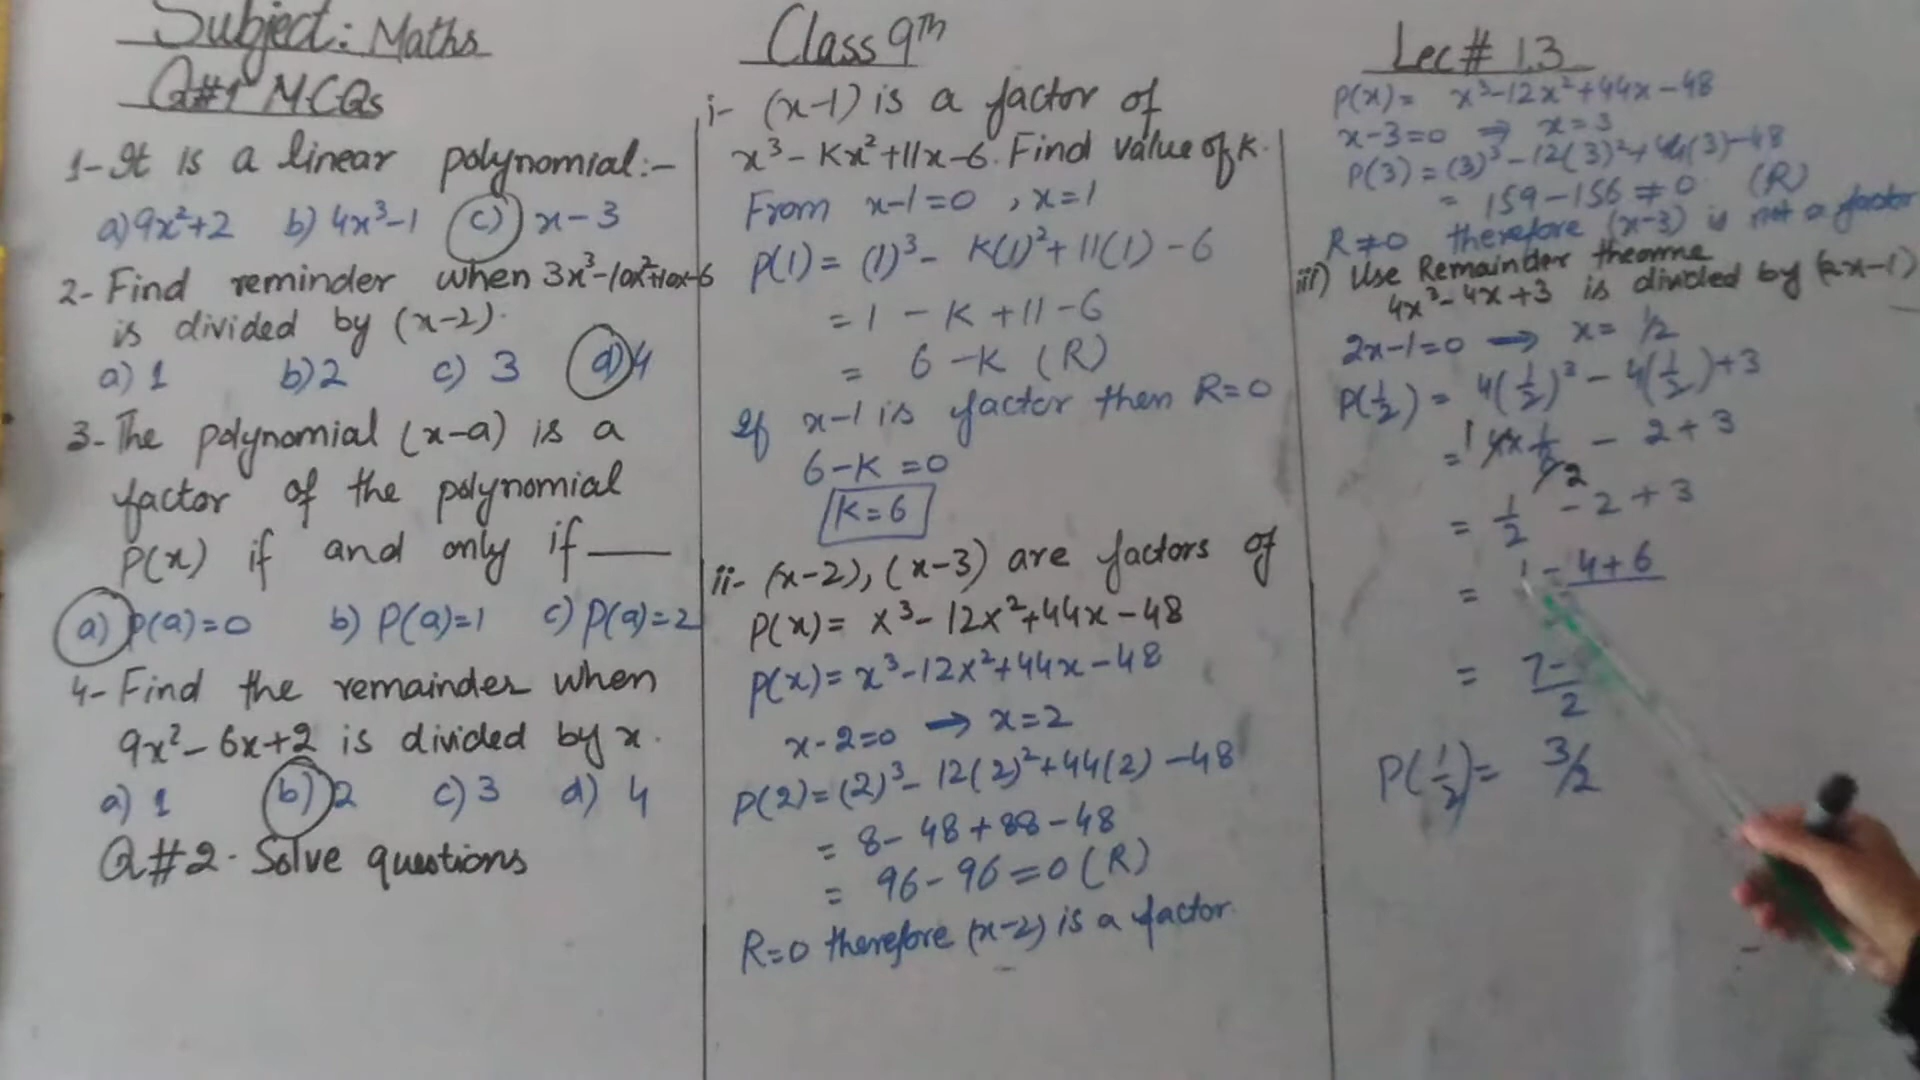 Subject: Maths
Class 9th
Lec# 1.3
Q#1 MCQs
1- It is a linear polynomial:-
a) 9x²+2 b) 4x³-1 c) x-3
2- Find reminder when 3x³-10x²+10x-6
is divided by (x-2).
a) 1 b) 2 c) 3 d) 4
3- The polynomial (x-a) is a
factor of the polynomial
P(x) if and only if ___
a) P(a)=0 b) P(a)=1 c) P(a)=2
4- Find the remainder when
9x²-6x+2 is divided by x.
a) 1 b) 2 c) 3 d) 4
Q#2- Solve questions
i- (x-1) is a factor of
x³-Kx²+11x-6. Find value of K.
From x-1=0, x=1
P(1) = (1)³- K(1)²+11(1)-6
= 1 - K +11-6
= 6-K (R)
If x-1 is factor then R=0
6-K=0
K=6
ii- (x-2), (x-3) are factors of
P(x)= x³-12x²+44x-48
P(x)= x³-12x²+44x-48
x-2=0 → x=2
P(2)=(2)³-12(2)²+44(2)-48
= 8-48+88-48
= 96-96=0 (R)
R=0 therefore (x-2) is a factor.
P(x)= x³-12x²+44x-48
x-3=0 ⇒ x=3
P(3)=(3)³-12(3)²+44(3)-48
= 159-156≠0 (R)
R≠0 therefore (x-3) is not a factor
iii) Use Remainder theorme
4x³-4x+3 is divided by (2x-1)
2x-1=0 → x= 1/2
P(1/2) = 4(1/2)³-4(1/2)+3
= 1 4x1/8 2 - 2+3
= 1/2 -2+3
= 1-4+6
= 7-
2
P(1/2)= 3/2